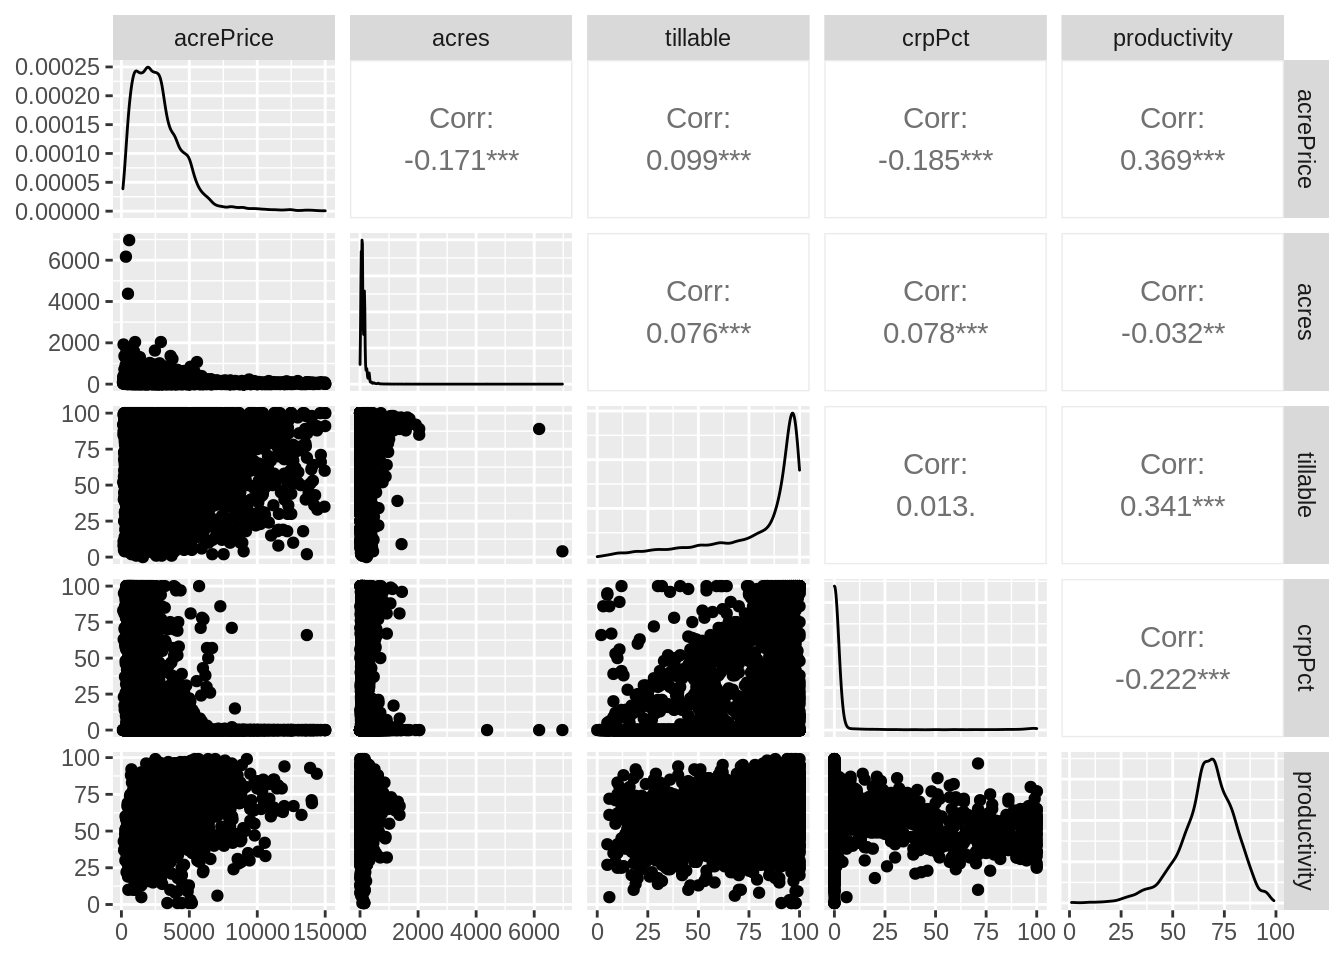 acrePrice acres tillable crpPct productivity
0.00025
0.00020
0.00015
0.00010
0.00005
0.00000
Corr:
-0.171***
Corr:
0.099***
Corr:
-0.185***
Corr:
0.369***
acrePrice
6000
4000
2000
0
Corr:
0.076***
Corr:
0.078***
Corr:
-0.032**
acres
100
75
50
25
0
Corr:
0.013.
Corr:
0.341***
tillable
100
75
50
25
0
Corr:
-0.222***
crpPct
100
75
50
25
0
productivity
0 5000 10000 15000
0 2000 4000 6000
0 25 50 75 100
0 25 50 75 100
0 25 50 75 100